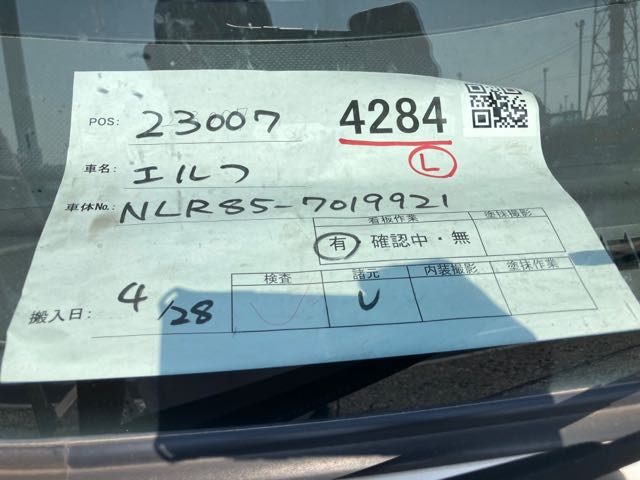 POS: 23007 4284
L
車名: エルフ
車体No.: NLR85-7019921
看板作業 塗抹撮影
有・確認中・無
検査 諸元 内装撮影 塗抹作業
搬入日: 4/28